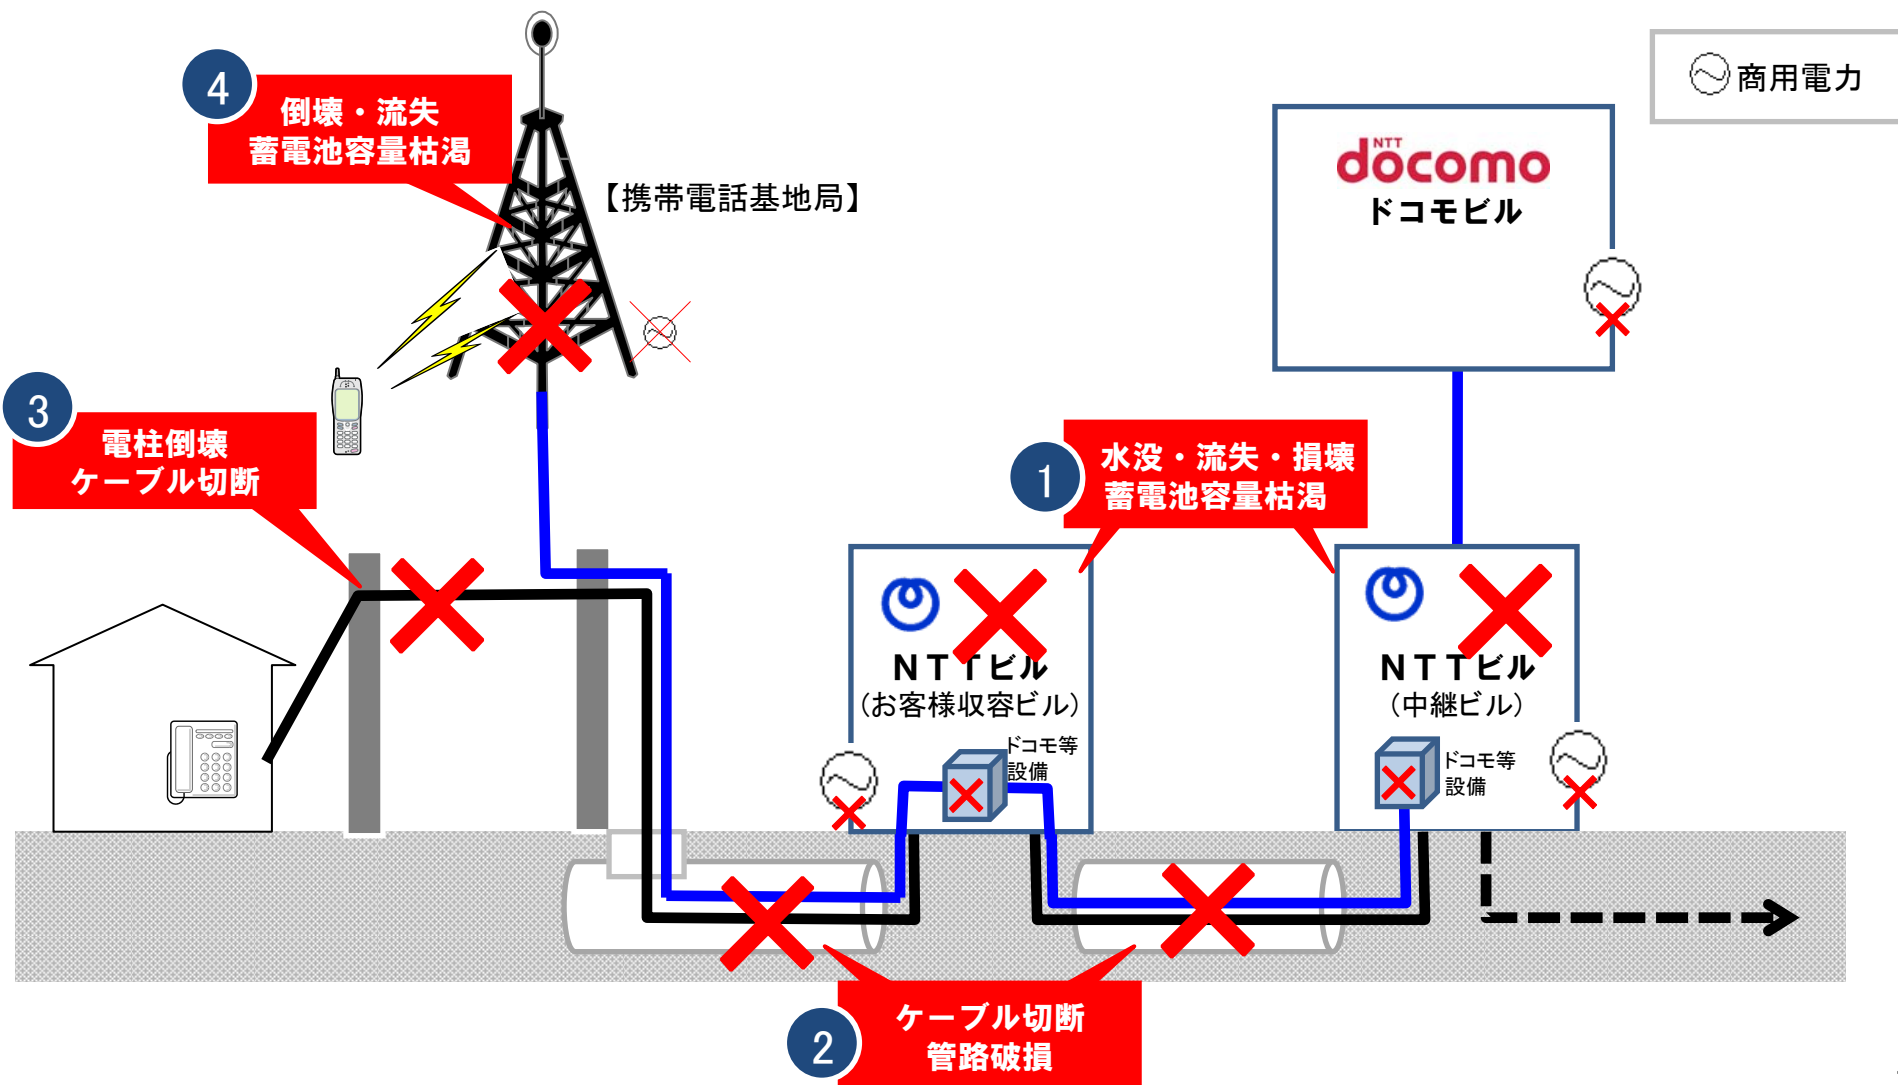 4
倒壊・流失
蓄電池容量枯渇
【携帯電話基地局】
商用電力
NTT
döcomo
ドコモビル
3
電柱倒壊
ケーブル切断
1
水没・流失・損壊
蓄電池容量枯渇
NTTビル
(お客様収容ビル)
ドコモ等
設備
NTTビル
(中継ビル)
ドコモ等
設備
2
ケーブル切断
管路破損